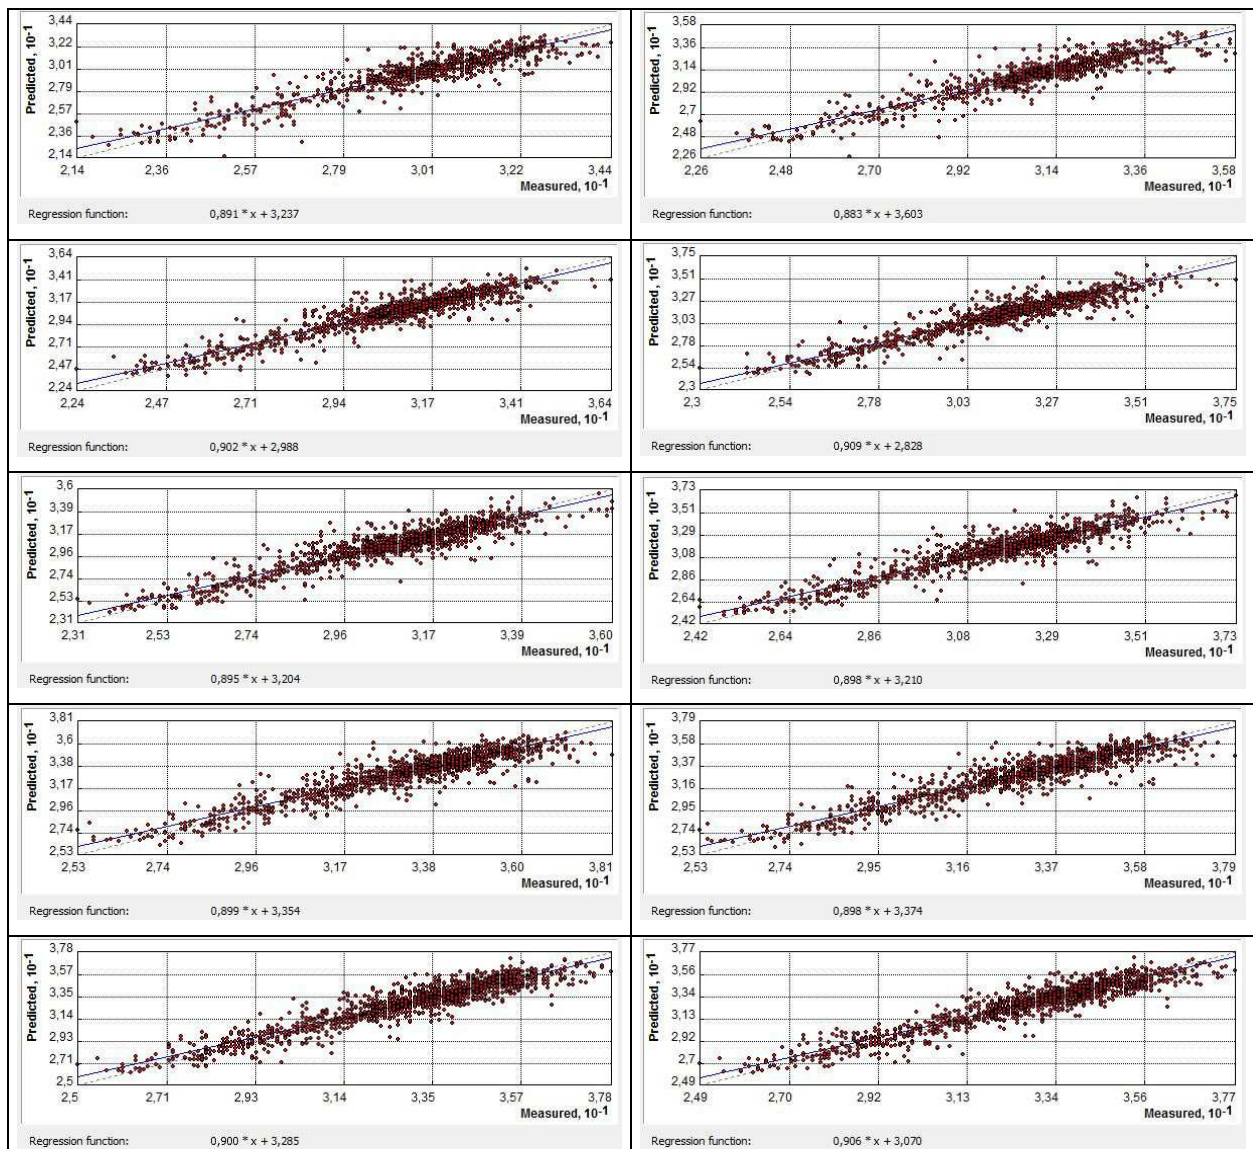 Predicted, 10-1
3,44
3,22
3,01
2,79
2,57
2,36
2,14
2,14 2,36 2,57 2,79 3,01 3,22 3,44
Measured, 10-1
Regression function: 0,891 * x + 3,237
Predicted, 10-1
3,58
3,36
3,14
2,92
2,7
2,48
2,26
2,26 2,48 2,70 2,92 3,14 3,36 3,58
Measured, 10-1
Regression function: 0,883 * x + 3,603
Predicted, 10-1
3,64
3,41
3,17
2,94
2,71
2,47
2,24
2,24 2,47 2,71 2,94 3,17 3,41 3,64
Measured, 10-1
Regression function: 0,902 * x + 2,988
Predicted, 10-1
3,75
3,51
3,27
3,03
2,78
2,54
2,3
2,3 2,54 2,78 3,03 3,27 3,51 3,75
Measured, 10-1
Regression function: 0,909 * x + 2,828
Predicted, 10-1
3,6
3,39
3,17
2,96
2,74
2,53
2,31
2,31 2,53 2,74 2,96 3,17 3,39 3,60
Measured, 10-1
Regression function: 0,895 * x + 3,204
Predicted, 10-1
3,73
3,51
3,29
3,08
2,86
2,64
2,42
2,42 2,64 2,86 3,08 3,29 3,51 3,73
Measured, 10-1
Regression function: 0,898 * x + 3,210
Predicted, 10-1
3,81
3,6
3,38
3,17
2,96
2,74
2,53
2,53 2,74 2,96 3,17 3,38 3,60 3,81
Measured, 10-1
Regression function: 0,899 * x + 3,354
Predicted, 10-1
3,79
3,58
3,37
3,16
2,95
2,74
2,53
2,53 2,74 2,95 3,16 3,37 3,58 3,79
Measured, 10-1
Regression function: 0,898 * x + 3,374
Predicted, 10-1
3,78
3,57
3,35
3,14
2,93
2,71
2,5
2,5 2,71 2,93 3,14 3,35 3,57 3,78
Measured, 10-1
Regression function: 0,900 * x + 3,285
Predicted, 10-1
3,77
3,56
3,34
3,13
2,92
2,7
2,49
2,49 2,70 2,92 3,13 3,34 3,56 3,77
Measured, 10-1
Regression function: 0,906 * x + 3,070